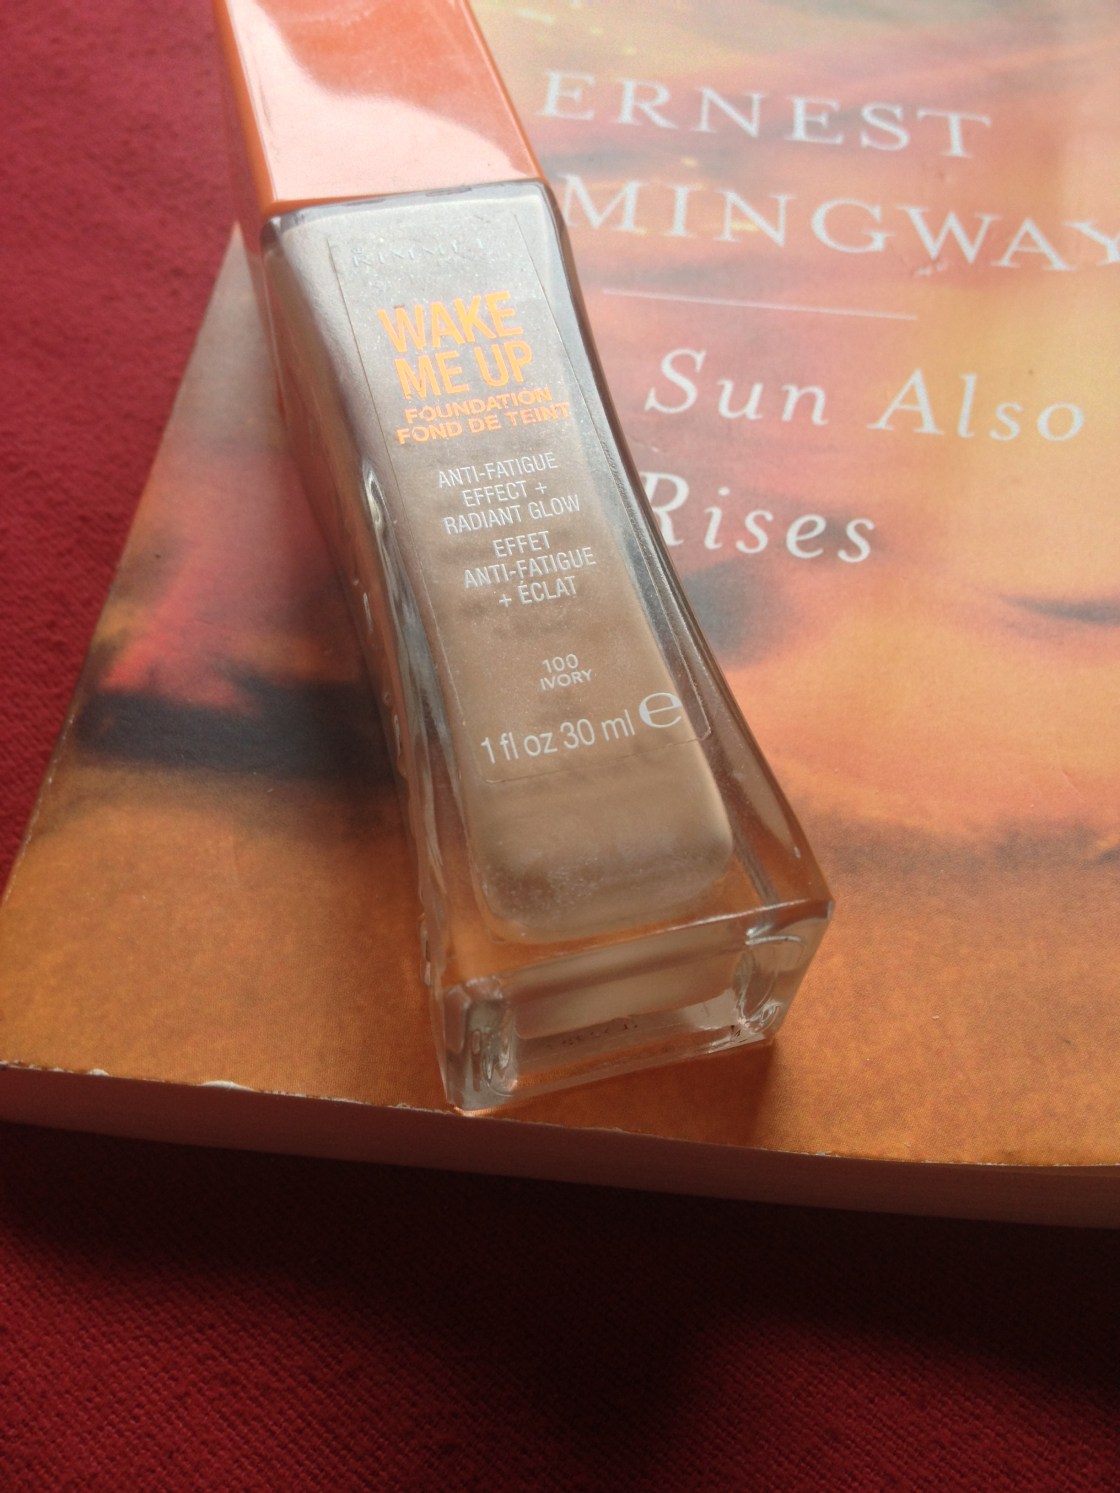 RIMMEL
WAKE
ME UP
FOUNDATION
FOND DE TEINT
ANTI-FATIGUE
EFFECT +
RADIANT GLOW
EFFET
ANTI-FATIGUE
+ ÉCLAT
100
IVORY
1 fl oz 30 ml e
ERNEST
MINGWAY
Sun Also
Rises